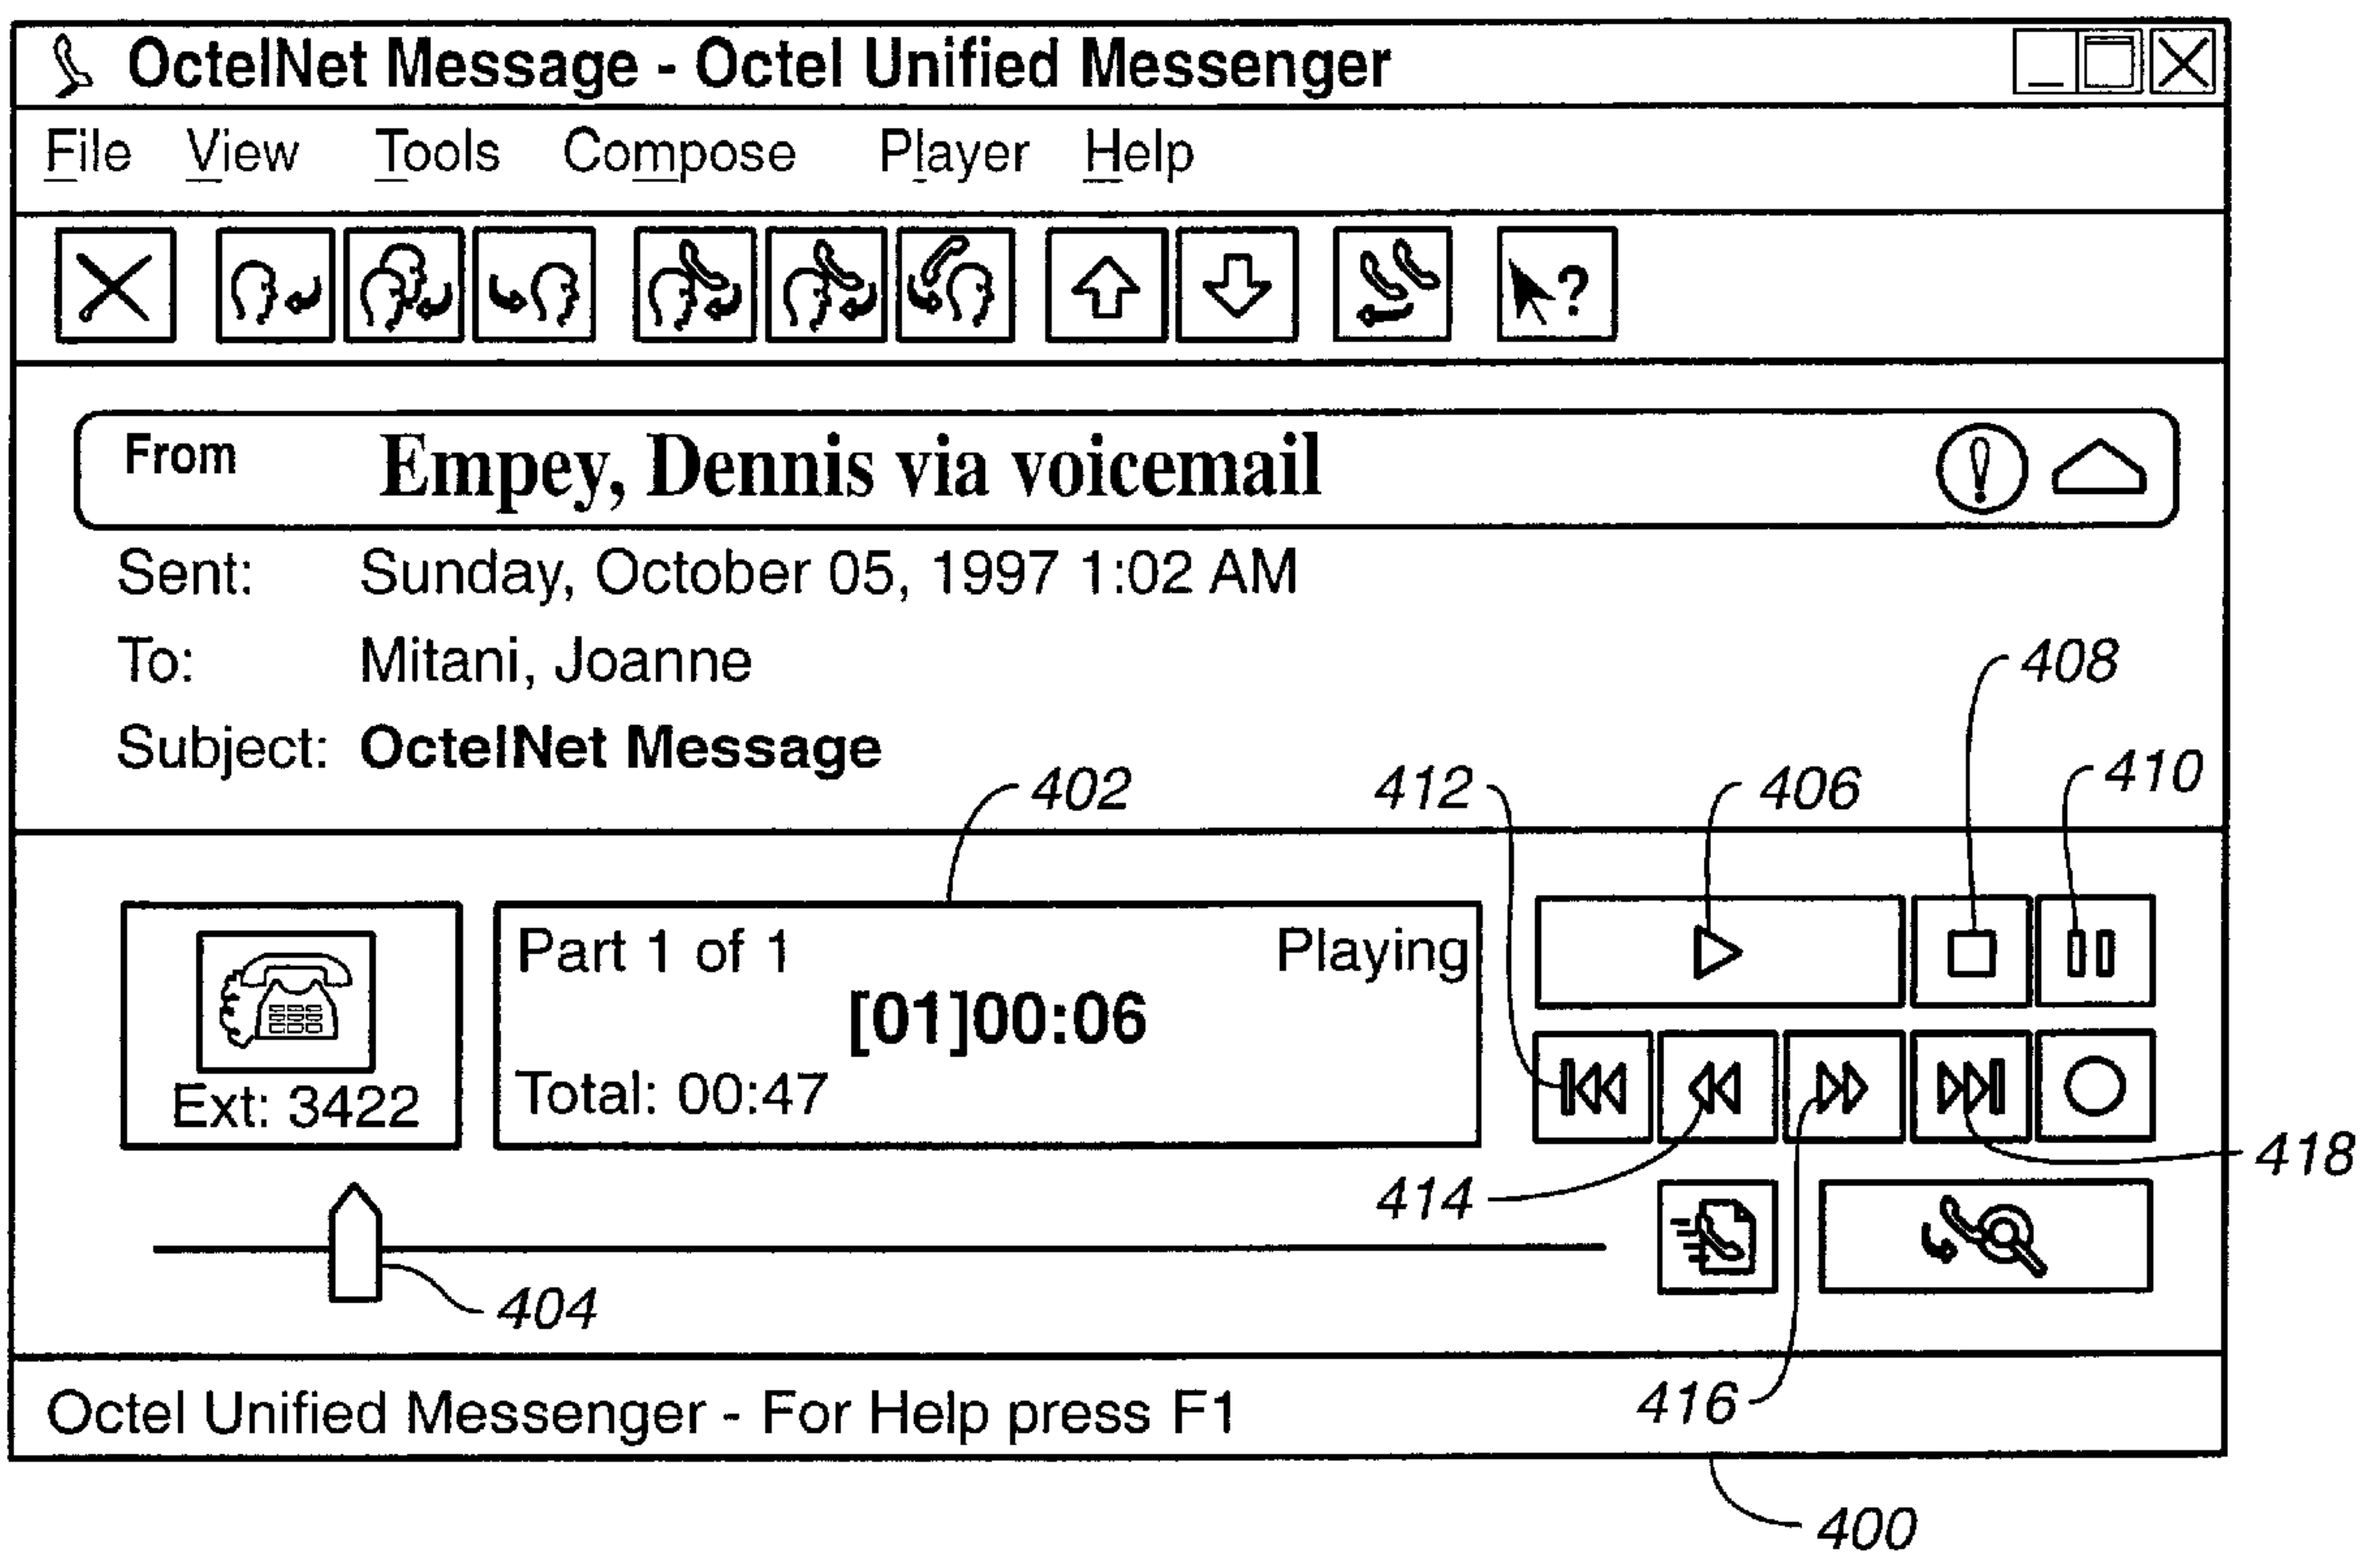 OctelNet Message - Octel Unified Messenger
File View Tools Compose Player Help
?
From Empey, Dennis via voicemail
Sent: Sunday, October 05, 1997 1:02 AM
To: Mitani, Joanne
408
Subject: OctelNet Message
402 412 406 410
Part 1 of 1 Playing
[01]00:06
Total: 00:47
Ext: 3422
418
414
404
416
Octel Unified Messenger - For Help press F1
400